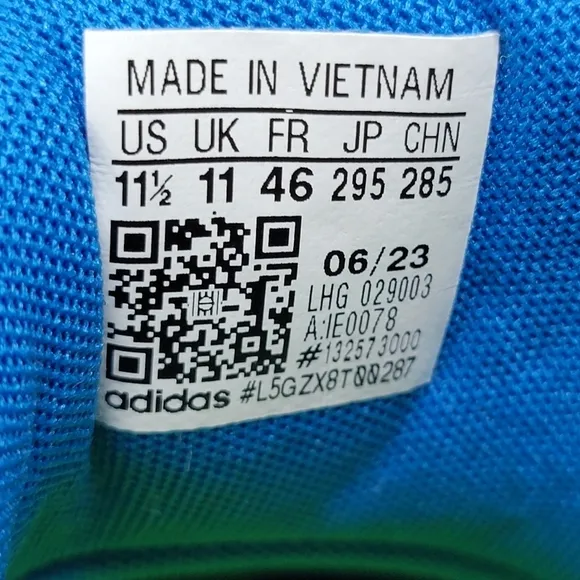 MADE IN VIETNAM
US UK FR JP CHN
11½ 11 46 295 285
06/23
LHG 029003
A:IE0078
#132573000
adidas #L5GZX8T00287